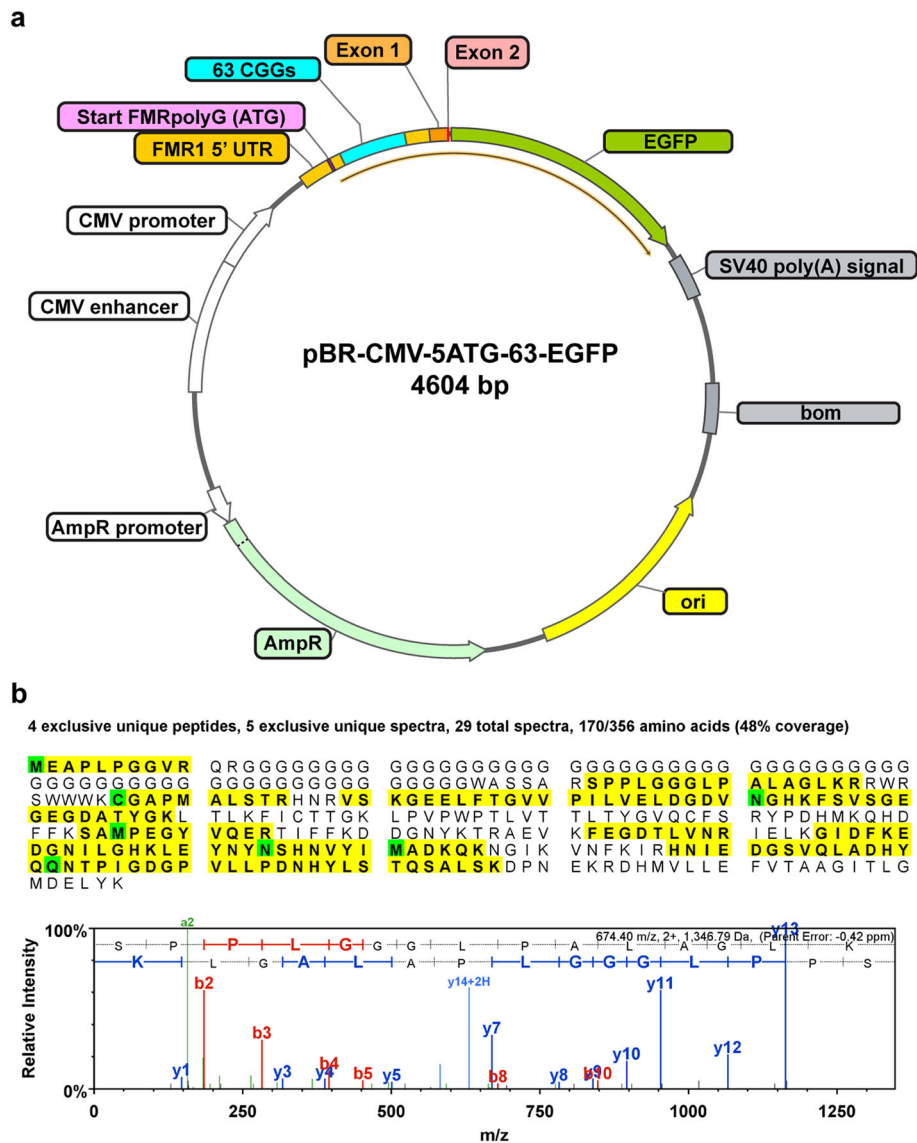 a
Exon 1
Exon 2
63 CGGs
Start FMRpolyG (ATG)
FMR1 5' UTR
EGFP
CMV promoter
SV40 poly(A) signal
CMV enhancer
pBR-CMV-5ATG-63-EGFP
4604 bp
bom
AmpR promoter
ori
AmpR
b
4 exclusive unique peptides, 5 exclusive unique spectra, 29 total spectra, 170/356 amino acids (48% coverage)
MEAPLPGGVR QRGGGGGGGG GGGGGGGGGG GGGGGGGGGG GGGGGGGGGG
GGGGGGGGGG GGGGGGGGGG GGGGGWASSA RSPPLGGGLP ALAGLKRRWR
SWWWKCGAPM ALSTRHNRVS KGEELFTGVV PILVELDGDV NGHKFSVSGE
GEGDATYGKL TLKFICTTGK LPVPWPTLVT TLTYGVQCFS RYPDHMKQHD
FFKSAMPEGY VQERTIFFKD DGNYKTRAEV KFEGDTLVNR IELKGIDFKE
DGNILGHKLE YNYNSHNVYI MADKQKNGIK VNFKIRHNIE DGSVQLADHY
QQNTPIGDGP VLLPDNHYLS TQSALSKDPN EKRDHMVLLE FVTAAGITLG
MDELYK
Relative Intensity
100%
0%
a2
674.40 m/z, 2+, 1,346.79 Da, (Parent Error: -0.42 ppm)
y13
S P P L G G G L P A L A G L K
K L G A L A P L G G G L P P S
b2
y14+2H
y11
b3
y7
y12
y10
b4
y1 y3 y4 b5 y5 b8 y8 y9 b10
0 250 500 750 1000 1250
m/z